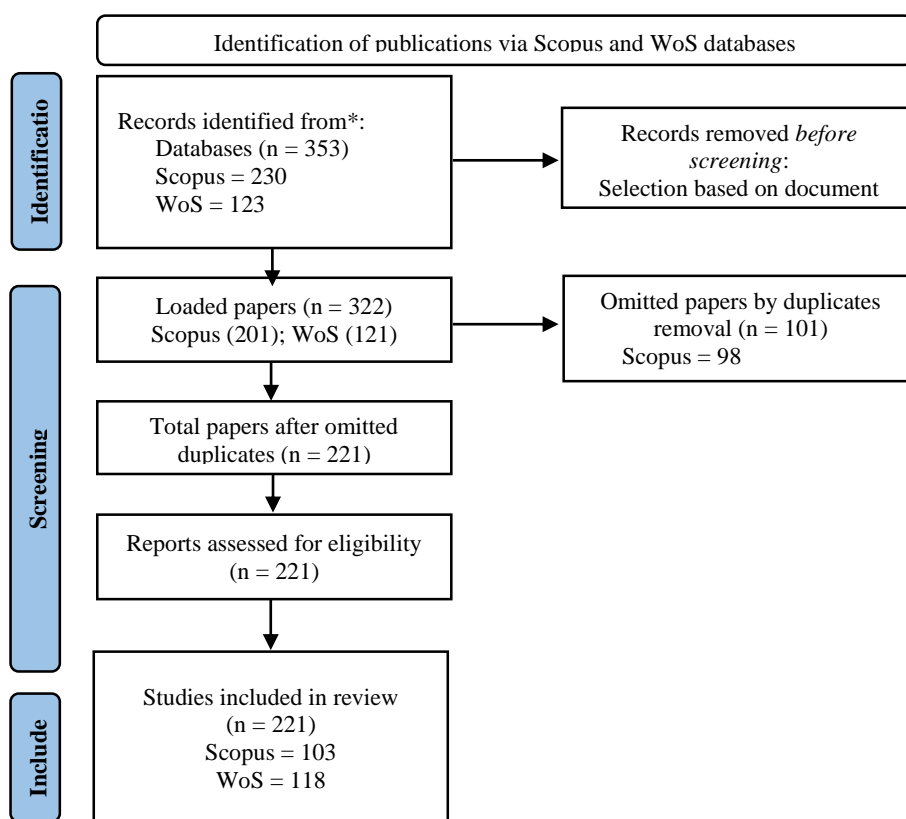 Identification of publications via Scopus and WoS databases
Identificatio
Records identified from*:
Databases (n = 353)
Scopus = 230
WoS = 123
Records removed before
screening:
Selection based on document
Screening
Loaded papers (n = 322)
Scopus (201); WoS (121)
Omitted papers by duplicates
removal (n = 101)
Scopus = 98
Total papers after omitted
duplicates (n = 221)
Reports assessed for eligibility
(n = 221)
Include
Studies included in review
(n = 221)
Scopus = 103
WoS = 118